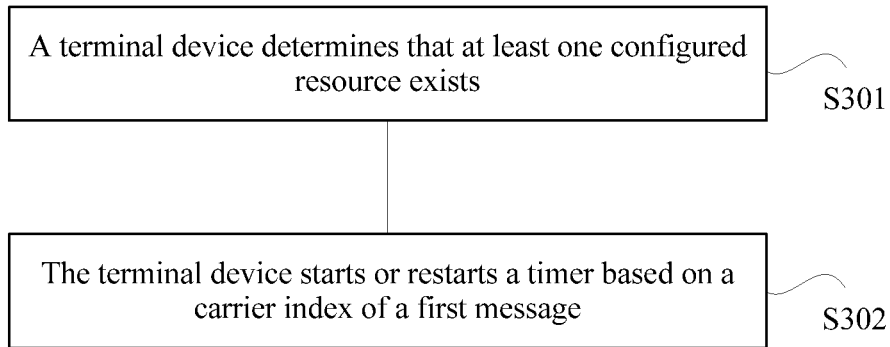 A terminal device determines that at least one configured
resource exists
S301
The terminal device starts or restarts a timer based on a
carrier index of a first message
S302